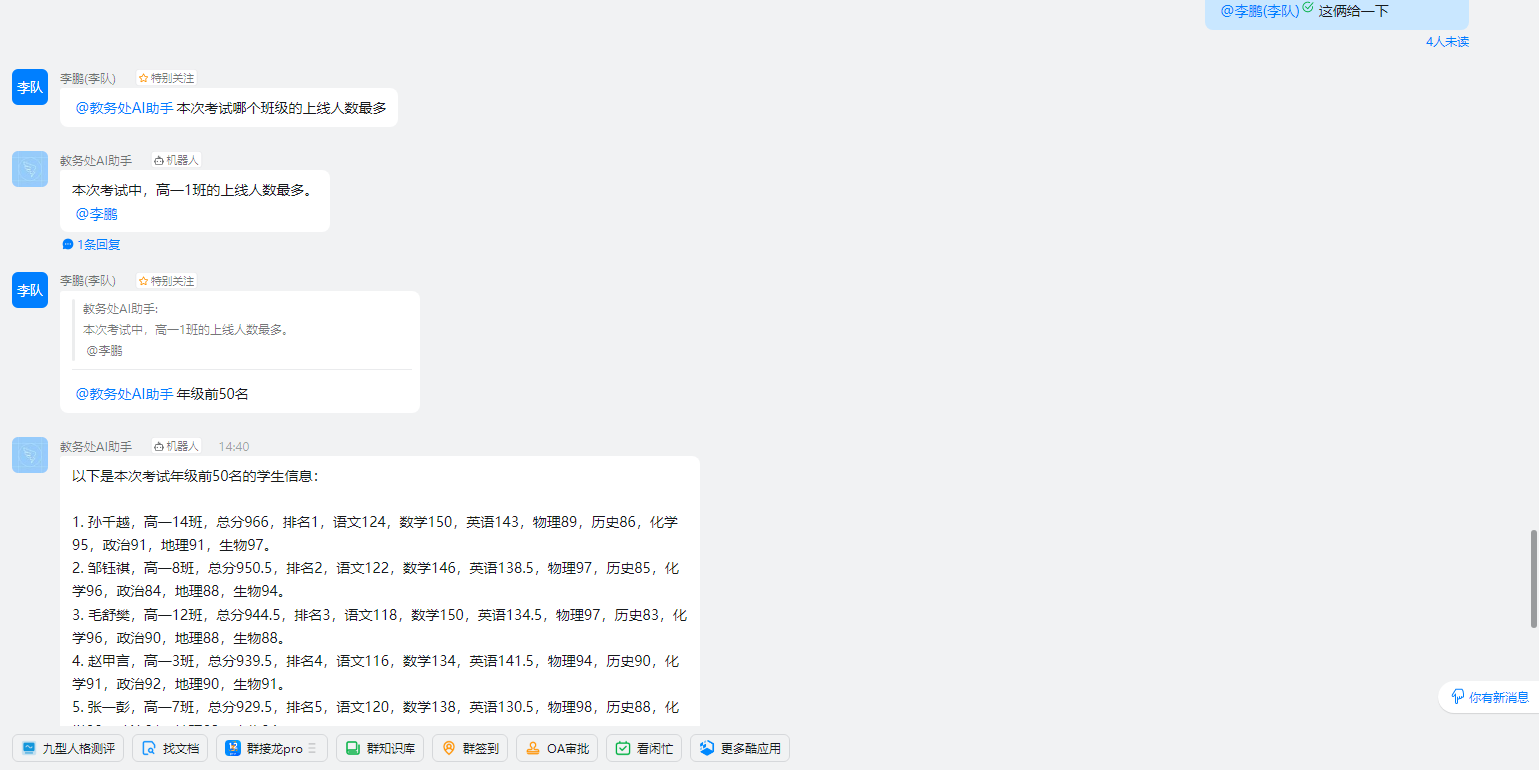 @李鹏(李队) 这俩给一下
4人未读
李队
李鹏(李队) 特别关注
@教务处AI助手 本次考试哪个班级的上线人数最多
教务处AI助手 机器人
本次考试中，高一1班的上线人数最多。
@李鹏
1条回复
李队
李鹏(李队) 特别关注
教务处AI助手:
本次考试中，高一1班的上线人数最多。
@李鹏
@教务处AI助手 年级前50名
教务处AI助手 机器人 14:40
以下是本次考试年级前50名的学生信息：
1. 孙千越，高一14班，总分966，排名1，语文124，数学150，英语143，物理89，历史86，化学
95，政治91，地理91，生物97。
2. 邹钰祺，高一8班，总分950.5，排名2，语文122，数学146，英语138.5，物理97，历史85，化
学96，政治84，地理88，生物94。
3. 毛舒樊，高一12班，总分944.5，排名3，语文118，数学150，英语134.5，物理97，历史83，化
学96，政治90，地理88，生物88。
4. 赵甲言，高一3班，总分939.5，排名4，语文116，数学134，英语141.5，物理94，历史90，化
学91，政治92，地理90，生物91。
5. 张一彭，高一7班，总分929.5，排名5，语文120，数学138，英语130.5，物理98，历史88，化
你有新消息
九型人格测评 找文档 群接龙pro 群知识库 群签到 OA审批 看闲忙 更多酷应用